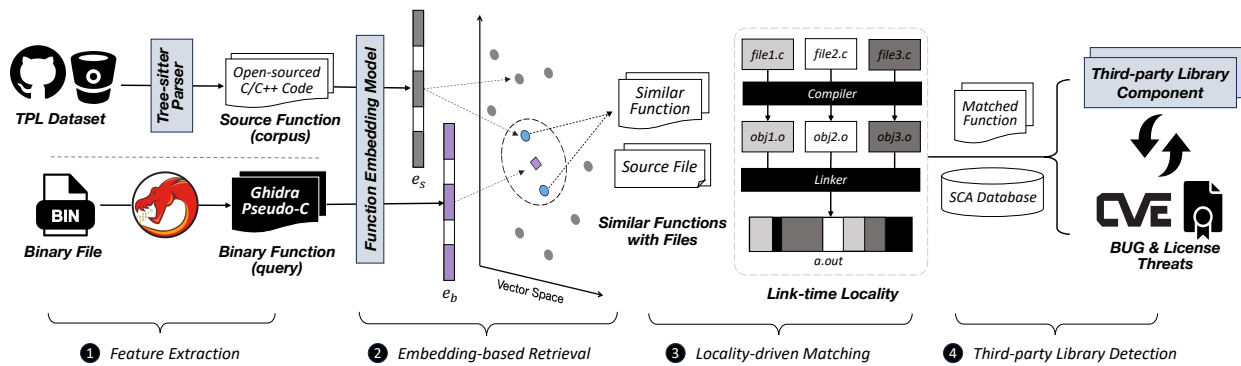 TPL Dataset
Tree-sitter
Parser
Open-sourced
C/C++ Code
Source Function
(corpus)
BIN
Binary File
Ghidra
Pseudo-C
Binary Function
(query)
Function Embedding Model
e_s
e_b
Vector Space
Similar
Function
Source File
Similar Functions
with Files
file1.c
file2.c
file3.c
Compiler
obj1.o
obj2.o
obj3.o
Linker
a.out
Link-time Locality
Matched
Function
SCA Database
Third-party Library
Component
CVE
BUG & License
Threats
1 Feature Extraction
2 Embedding-based Retrieval
3 Locality-driven Matching
4 Third-party Library Detection